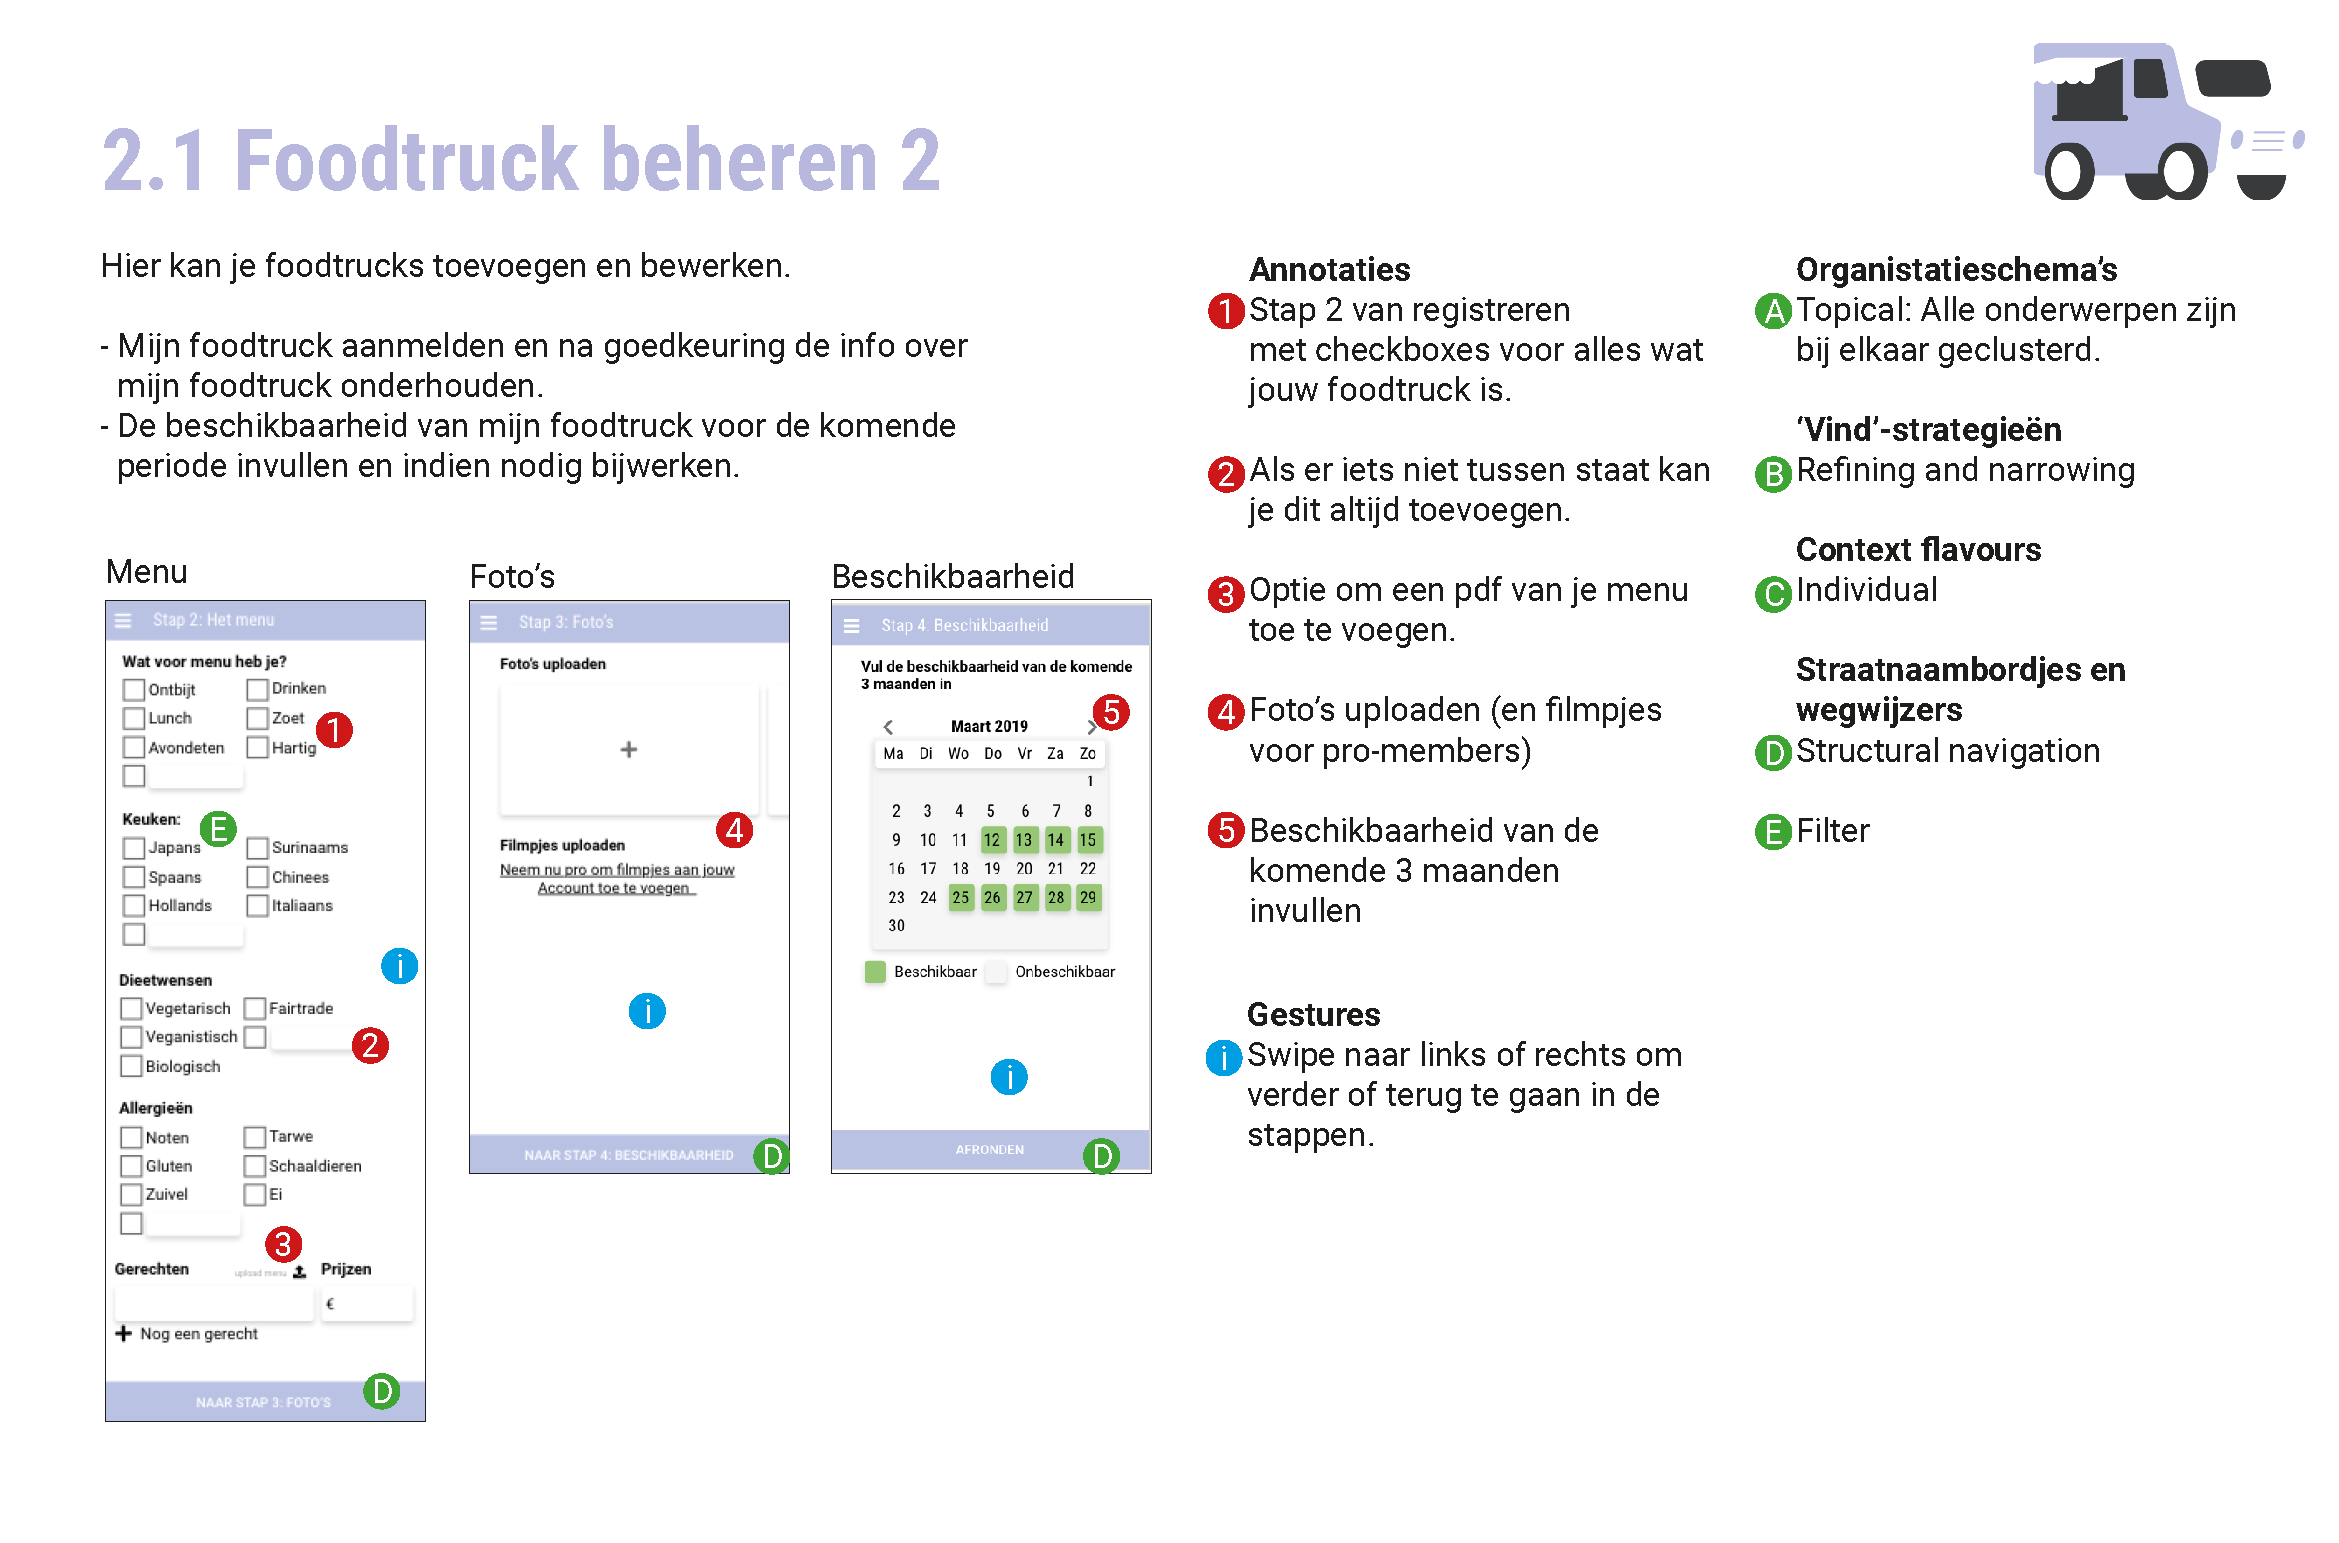 2.1 Foodtruck beheren 2
Hier kan je foodtrucks toevoegen en bewerken.
- Mijn foodtruck aanmelden en na goedkeuring de info over
mijn foodtruck onderhouden.
- De beschikbaarheid van mijn foodtruck voor de komende
periode invullen en indien nodig bijwerken.
Menu
Stap 2: Het menu
Wat voor menu heb je?
Ontbijt Drinken
Lunch Zoet
1
Avondeten Hartig
Keuken:
E
Japans Surinaams
Spaans Chinees
Hollands Italiaans
i
Dieetwensen
Vegetarisch Fairtrade
Veganistisch
2
Biologisch
Allergieën
Noten Tarwe
Gluten Schaaldieren
Zuivel Ei
3
Gerechten upload menu Prijzen
€
+ Nog een gerecht
D
NAAR STAP 3: FOTO'S
Foto's
Stap 3: Foto's
Foto's uploaden
+
4
Filmpjes uploaden
Neem nu pro om filmpjes aan jouw
Account toe te voegen
i
NAAR STAP 4: BESCHIKBAARHEID D
Beschikbaarheid
Stap 4: Beschikbaarheid
Vul de beschikbaarheid van de komende
3 maanden in
5
< Maart 2019 >
Ma Di Wo Do Vr Za Zo
1
2 3 4 5 6 7 8
9 10 11 12 13 14 15
16 17 18 19 20 21 22
23 24 25 26 27 28 29
30
Beschikbaar Onbeschikbaar
i
AFRONDEN D
Annotaties
1 Stap 2 van registreren
met checkboxes voor alles wat
jouw foodtruck is.
2 Als er iets niet tussen staat kan
je dit altijd toevoegen.
3 Optie om een pdf van je menu
toe te voegen.
4 Foto's uploaden (en filmpjes
voor pro-members)
5 Beschikbaarheid van de
komende 3 maanden
invullen
Gestures
i Swipe naar links of rechts om
verder of terug te gaan in de
stappen.
Organistatieschema's
A Topical: Alle onderwerpen zijn
bij elkaar geclusterd.
‘Vind’-strategieën
B Refining and narrowing
Context flavours
C Individual
Straatnaambordjes en
wegwijzers
D Structural navigation
E Filter